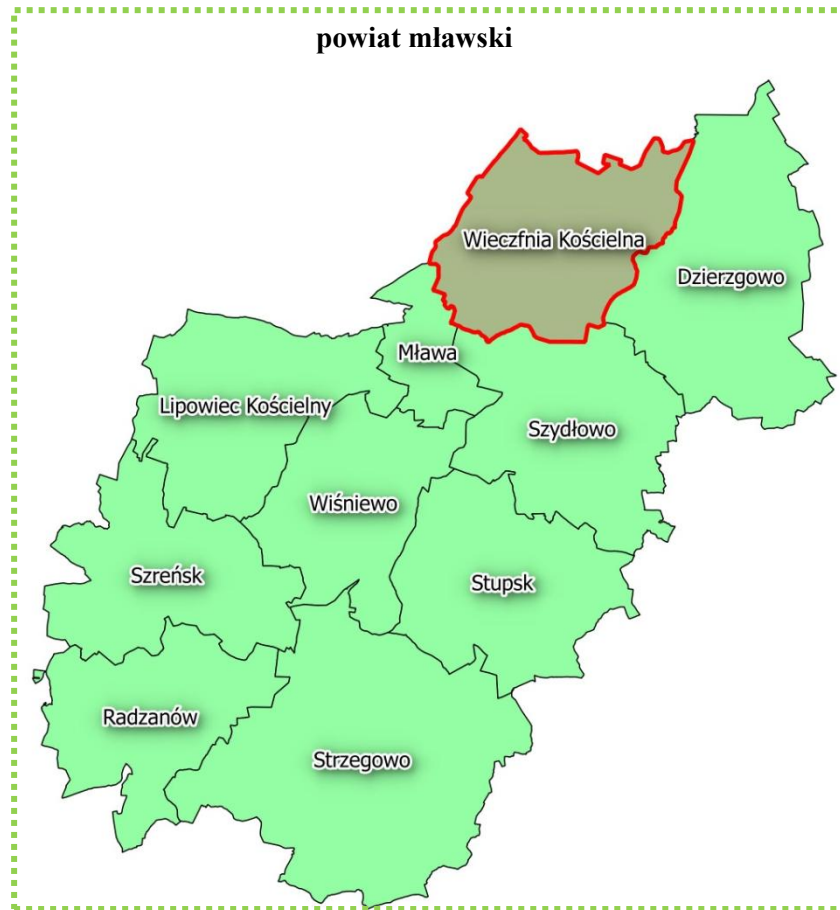 powiat mławski
Wieczfnia Kościelna
Dzierzgowo
Mława
Lipowiec Kościelny
Szydłowo
Wiśniewo
Szreńsk
Stupsk
Radzanów
Strzegowo